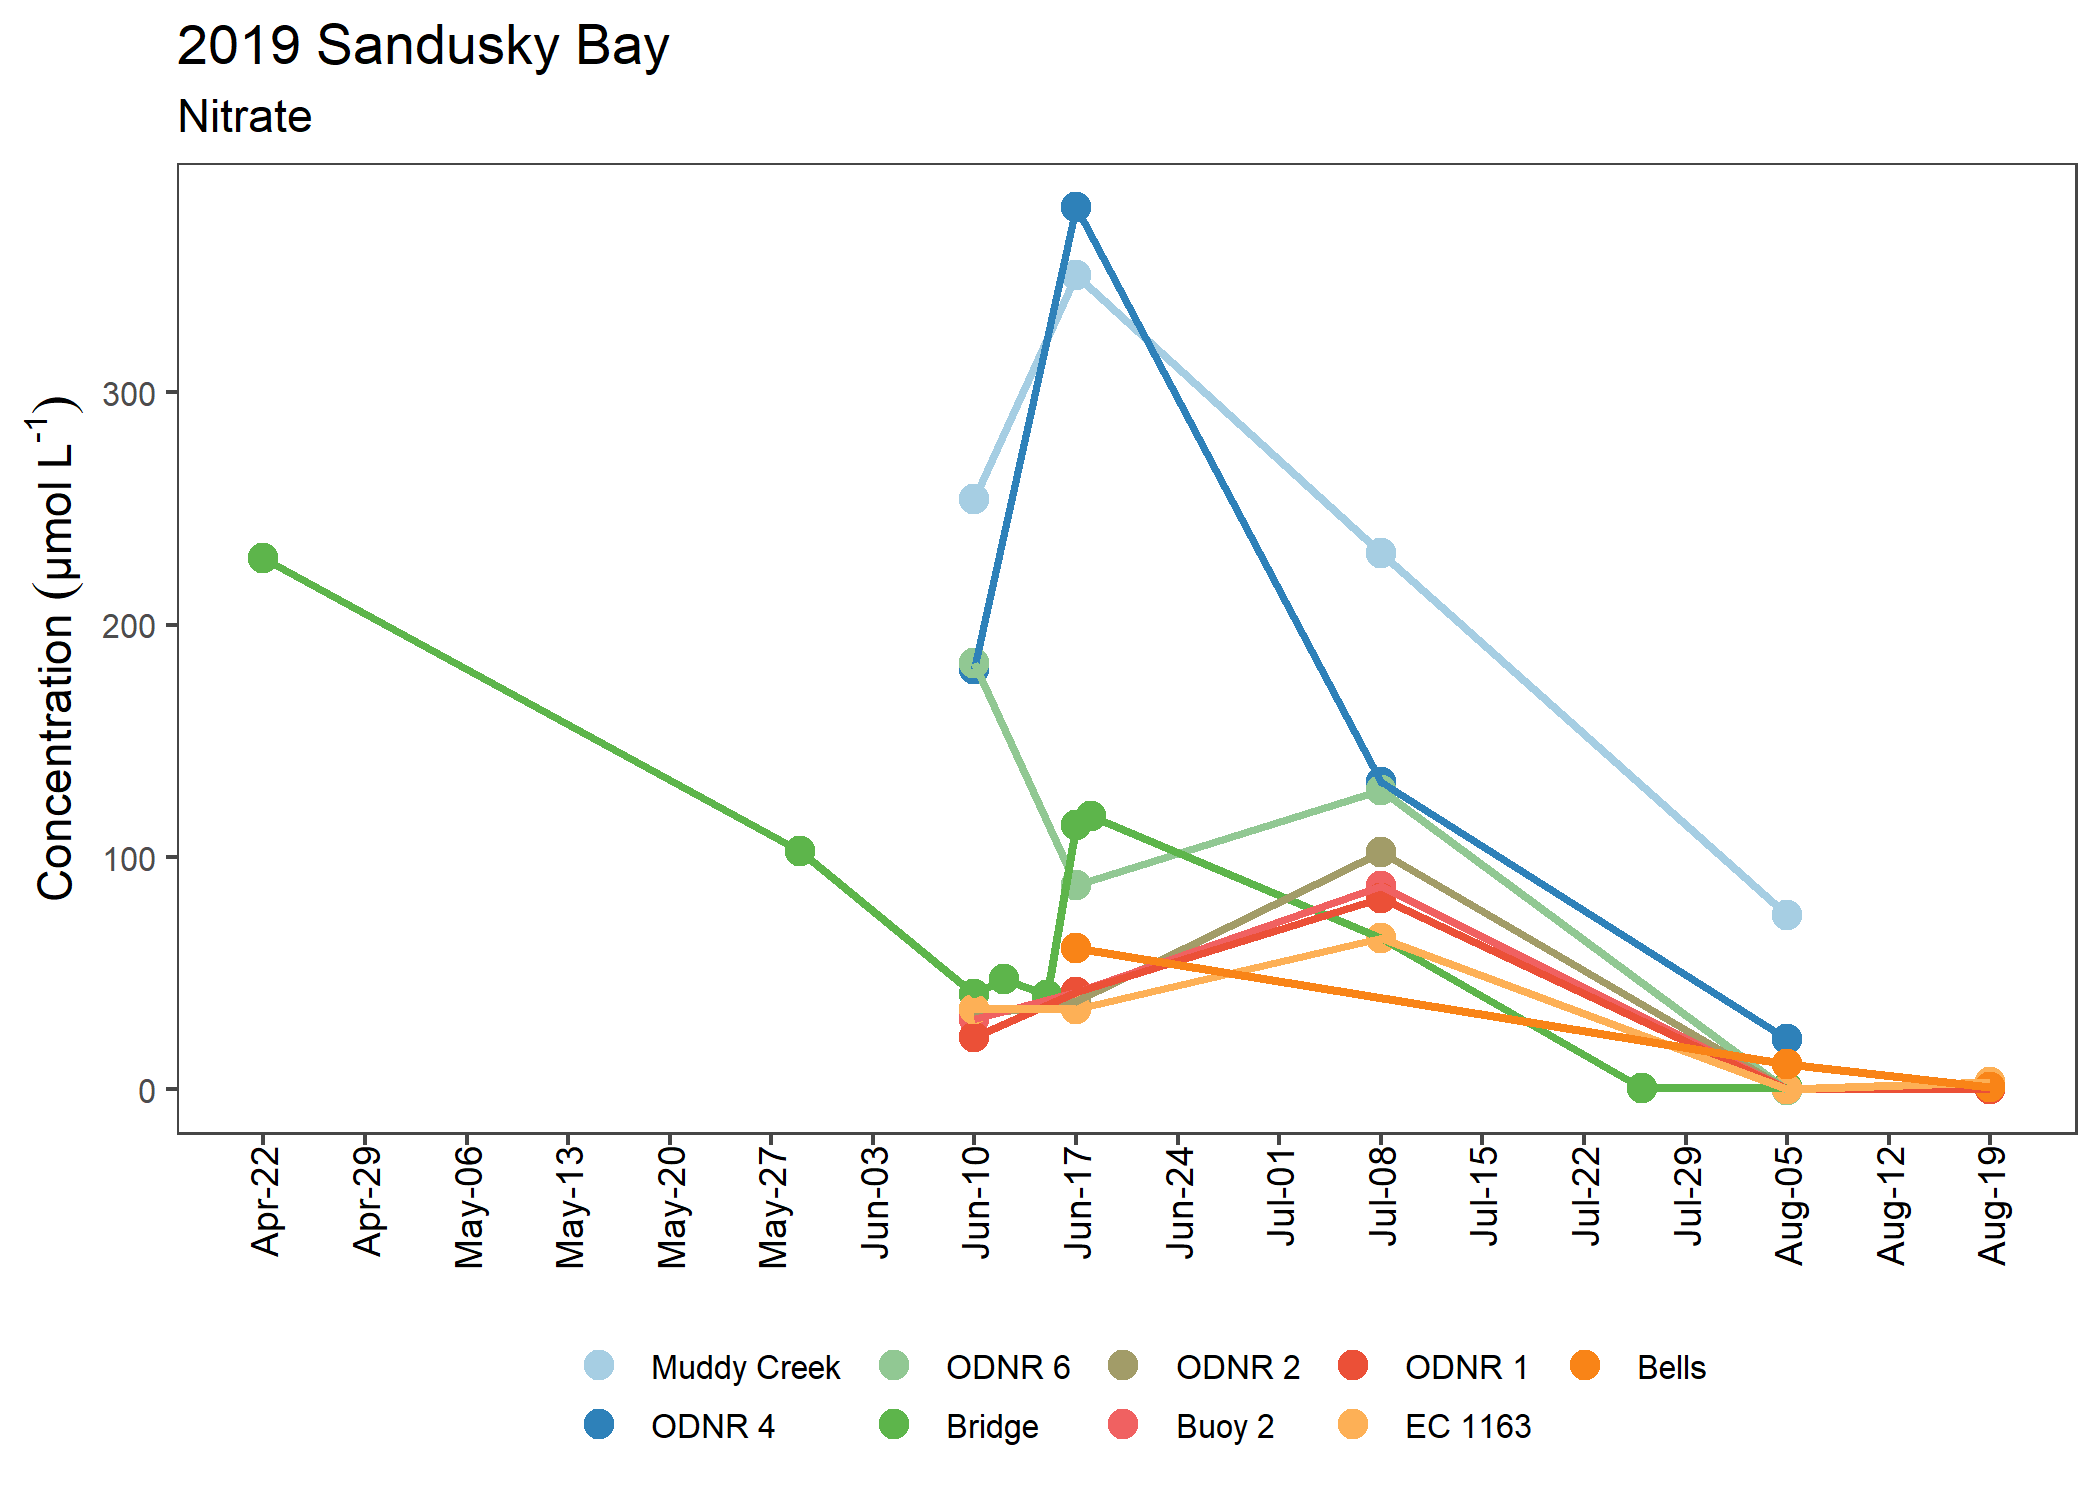 2019 Sandusky Bay
Nitrate
Concentration (µmol L⁻¹)
300
200
100
0
Apr-22
Apr-29
May-06
May-13
May-20
May-27
Jun-03
Jun-10
Jun-17
Jun-24
Jul-01
Jul-08
Jul-15
Jul-22
Jul-29
Aug-05
Aug-12
Aug-19
Muddy Creek ODNR 6 ODNR 2 ODNR 1 Bells
ODNR 4 Bridge Buoy 2 EC 1163